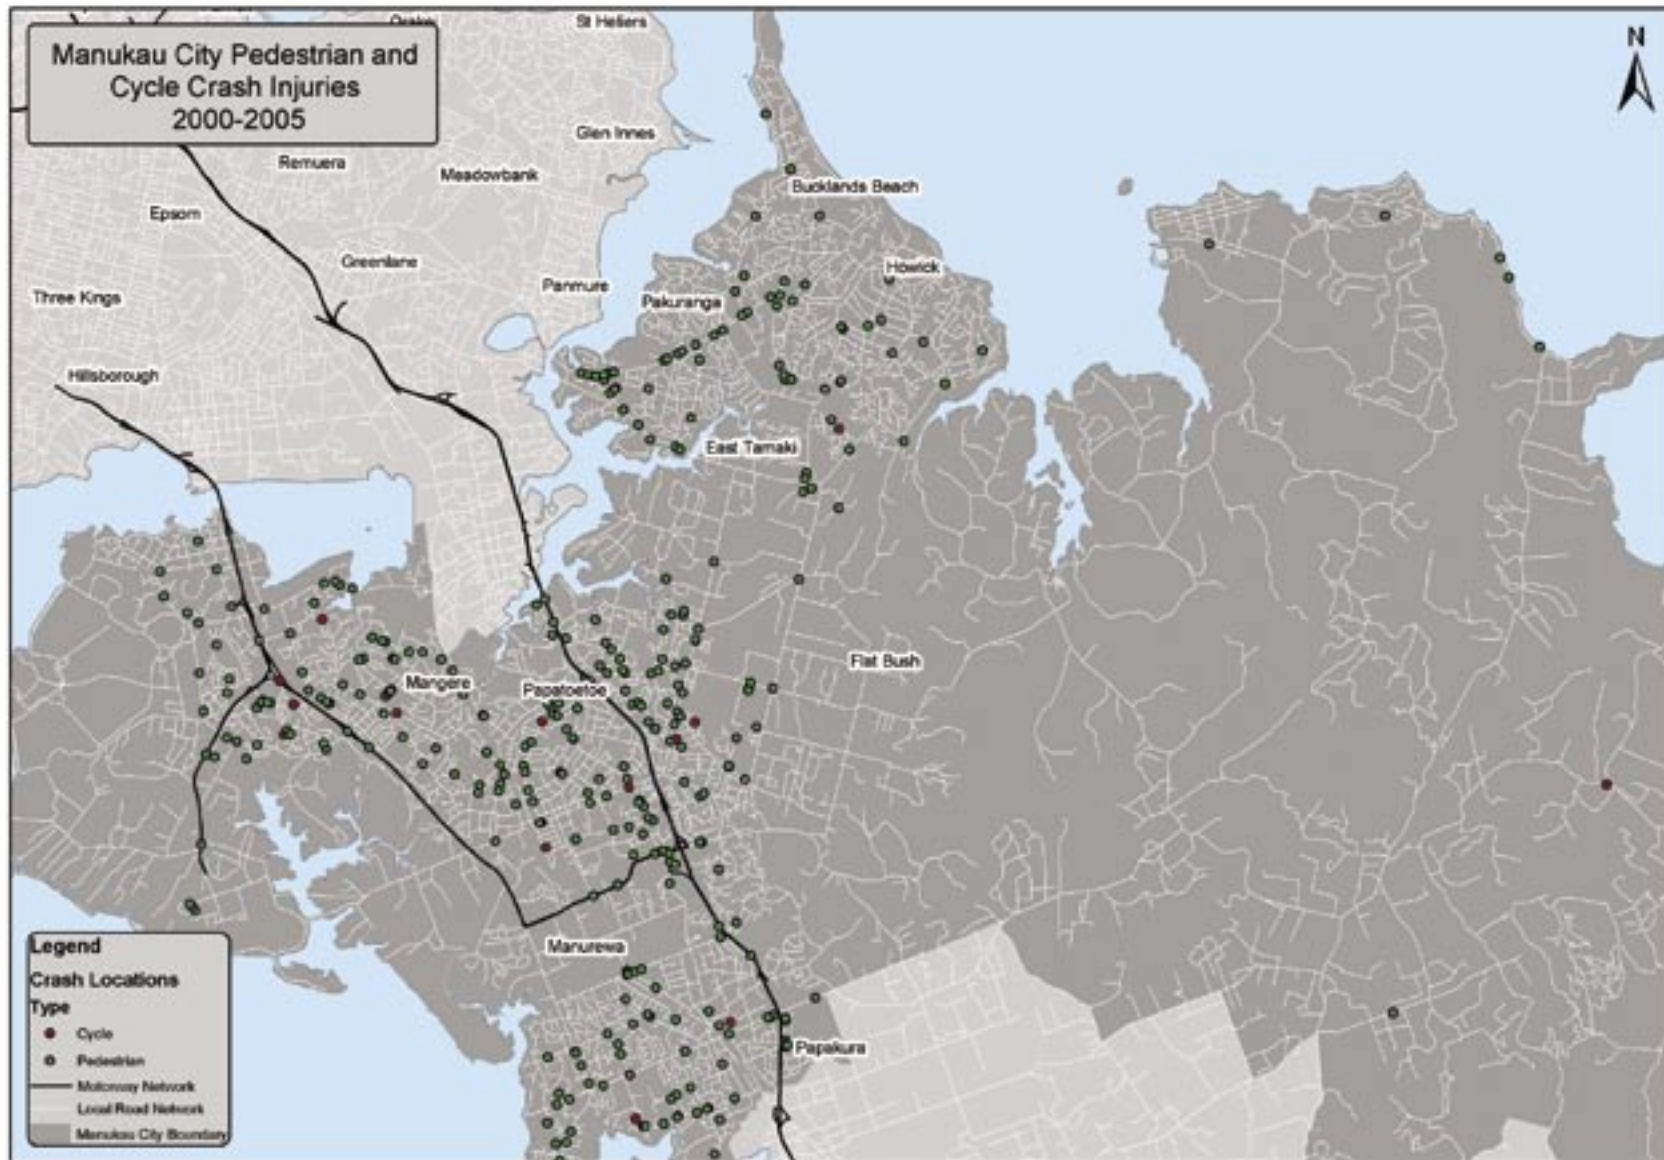 Orake
St Heliers
Manukau City Pedestrian and
Cycle Crash Injuries
2000-2005
N
Glen Innes
Remuera
Meadowbank
Bucklands Beach
Epsom
Greenlane
Howick
Panmure
Three Kings
Pakuranga
Hillsborough
East Tamaki
Flat Bush
Mangere
Papatoetoe
Manurewa
Papakura
Legend
Crash Locations
Type
Cycle
Pedestrian
Motorway Network
Local Road Network
Manukau City Boundary